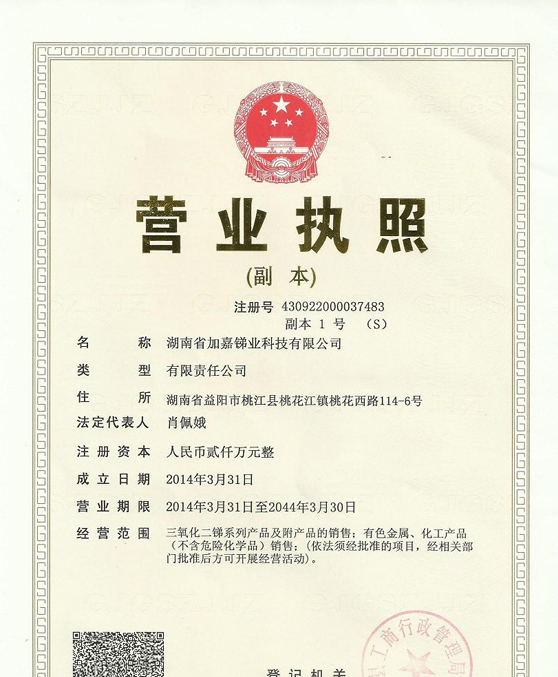 营业执照
(副 本)
注册号 430922000037483
副本 1 号 （S）
名 称 湖南省加嘉锑业科技有限公司
类 型 有限责任公司
住 所 湖南省益阳市桃江县桃花江镇桃花西路114-6号
法定代表人 肖佩娥
注册资本 人民币贰仟万元整
成立日期 2014年3月31日
营业期限 2014年3月31日至2044年3月30日
经营范围 三氧化二锑系列产品及附产品的销售；有色金属、化工产品
（不含危险化学品）销售；(依法须经批准的项目，经相关部
门批准后方可开展经营活动)。
工商行政管理局
登记机关